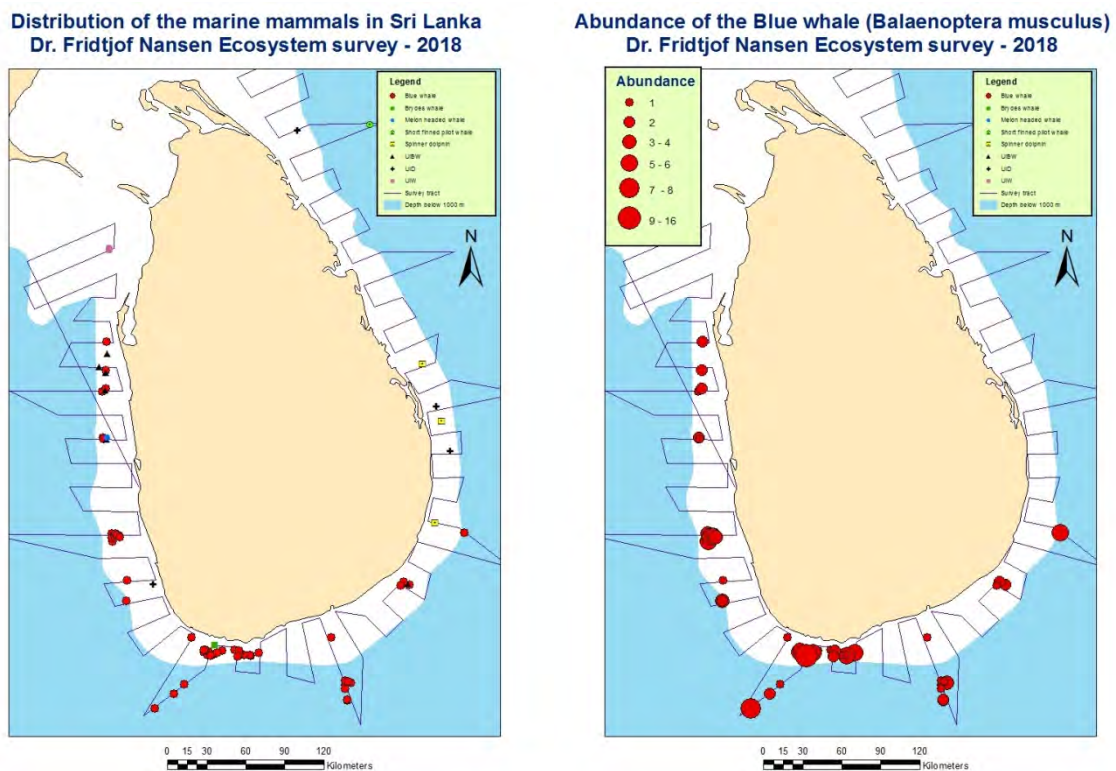 Distribution of the marine mammals in Sri Lanka
Dr. Fridtjof Nansen Ecosystem survey - 2018
Legend
Blue whale
Brydes whale
Melon headed whale
Short finned pilot whale
Spinner dolphin
UIBW
UID
UIW
Survey tract
Depth below 1000 m
N
0 15 30 60 90 120
Kilometers
Abundance of the Blue whale (Balaenoptera musculus)
Dr. Fridtjof Nansen Ecosystem survey - 2018
Abundance
1
2
3 - 4
5 - 6
7 - 8
9 - 16
Legend
Blue whale
Brydes whale
Melon headed whale
Short finned pilot whale
Spinner dolphin
UIBW
UID
UIW
Survey tract
Depth below 1000 m
N
0 15 30 60 90 120
Kilometers